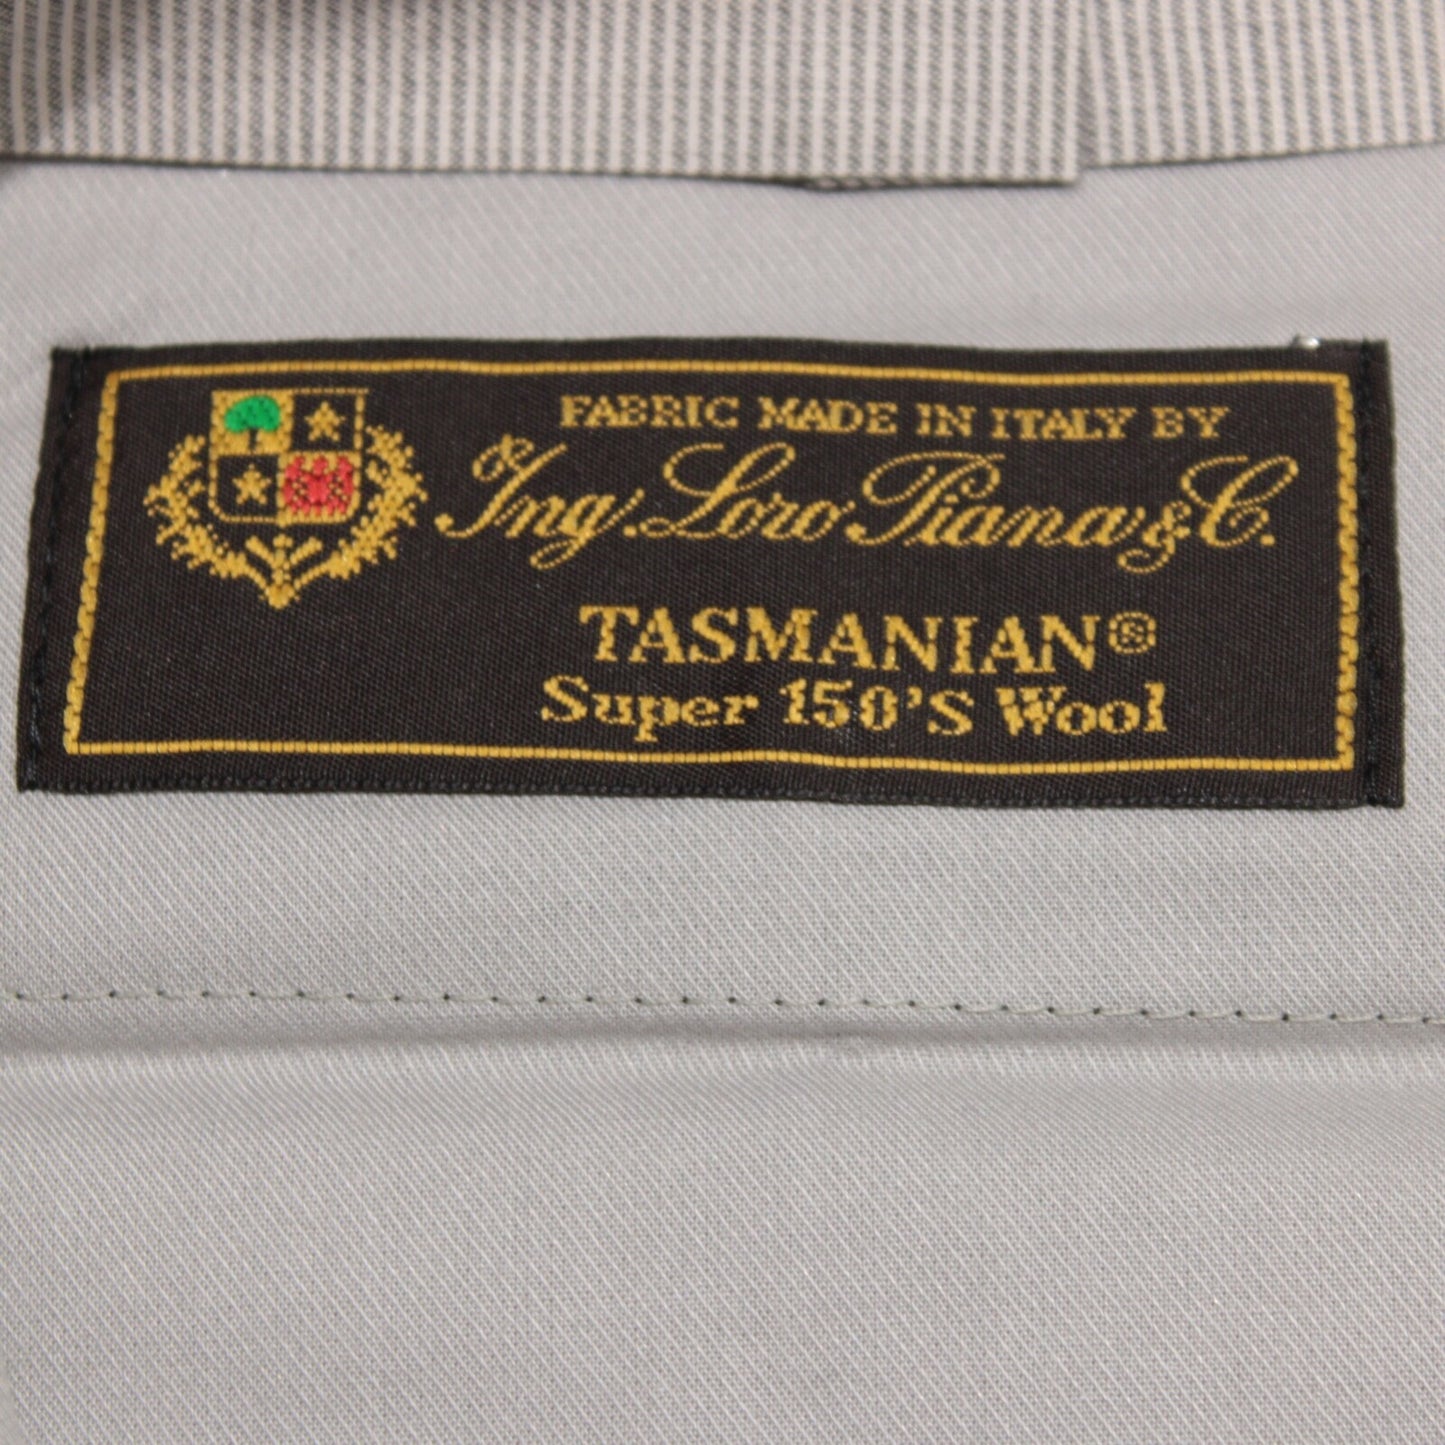 FABRIC MADE IN ITALY BY
Ing. Loro Piana & C.
TASMANIAN®
Super 150'S Wool